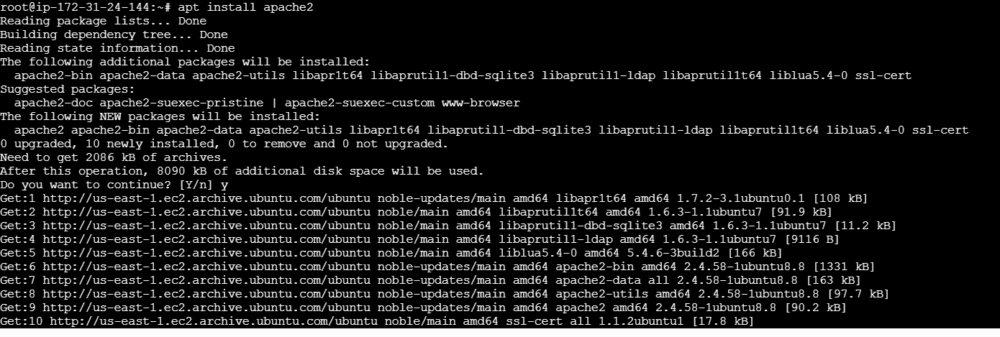 root@ip-172-31-24-144:~# apt install apache2
Reading package lists... Done
Building dependency tree... Done
Reading state information... Done
The following additional packages will be installed:
  apache2-bin apache2-data apache2-utils libapr1t64 libaprutil1-dbd-sqlite3 libaprutil1-ldap libaprutil1t64 liblua5.4-0 ssl-cert
Suggested packages:
  apache2-doc apache2-suexec-pristine | apache2-suexec-custom www-browser
The following NEW packages will be installed:
  apache2 apache2-bin apache2-data apache2-utils libapr1t64 libaprutil1-dbd-sqlite3 libaprutil1-ldap libaprutil1t64 liblua5.4-0 ssl-cert
0 upgraded, 10 newly installed, 0 to remove and 0 not upgraded.
Need to get 2086 kB of archives.
After this operation, 8090 kB of additional disk space will be used.
Do you want to continue? [Y/n] y
Get:1 http://us-east-1.ec2.archive.ubuntu.com/ubuntu noble-updates/main amd64 libapr1t64 amd64 1.7.2-3.1ubuntu0.1 [108 kB]
Get:2 http://us-east-1.ec2.archive.ubuntu.com/ubuntu noble/main amd64 libaprutil1t64 amd64 1.6.3-1.1ubuntu7 [91.9 kB]
Get:3 http://us-east-1.ec2.archive.ubuntu.com/ubuntu noble/main amd64 libaprutil1-dbd-sqlite3 amd64 1.6.3-1.1ubuntu7 [11.2 kB]
Get:4 http://us-east-1.ec2.archive.ubuntu.com/ubuntu noble/main amd64 libaprutil1-ldap amd64 1.6.3-1.1ubuntu7 [9116 B]
Get:5 http://us-east-1.ec2.archive.ubuntu.com/ubuntu noble/main amd64 liblua5.4-0 amd64 5.4.6-3build2 [166 kB]
Get:6 http://us-east-1.ec2.archive.ubuntu.com/ubuntu noble-updates/main amd64 apache2-bin amd64 2.4.58-1ubuntu8.8 [1331 kB]
Get:7 http://us-east-1.ec2.archive.ubuntu.com/ubuntu noble-updates/main amd64 apache2-data all 2.4.58-1ubuntu8.8 [163 kB]
Get:8 http://us-east-1.ec2.archive.ubuntu.com/ubuntu noble-updates/main amd64 apache2-utils amd64 2.4.58-1ubuntu8.8 [97.7 kB]
Get:9 http://us-east-1.ec2.archive.ubuntu.com/ubuntu noble-updates/main amd64 apache2 amd64 2.4.58-1ubuntu8.8 [90.2 kB]
Get:10 http://us-east-1.ec2.archive.ubuntu.com/ubuntu noble/main amd64 ssl-cert all 1.1.2ubuntu1 [17.8 kB]